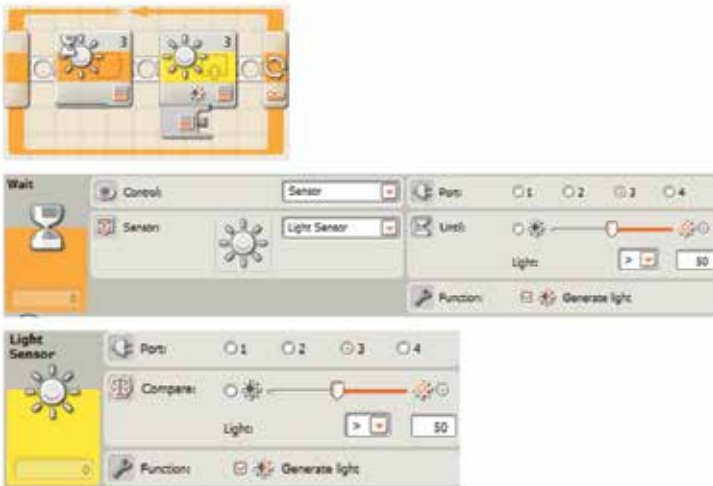 3 3
Wait
Control: Sensor Port: 1 2 3 4
Sensor: Light Sensor Until:
Light: > 50
0
Function: Generate light
Light Sensor
Port: 1 2 3 4
Compare:
Light: > 50
0
Function: Generate light